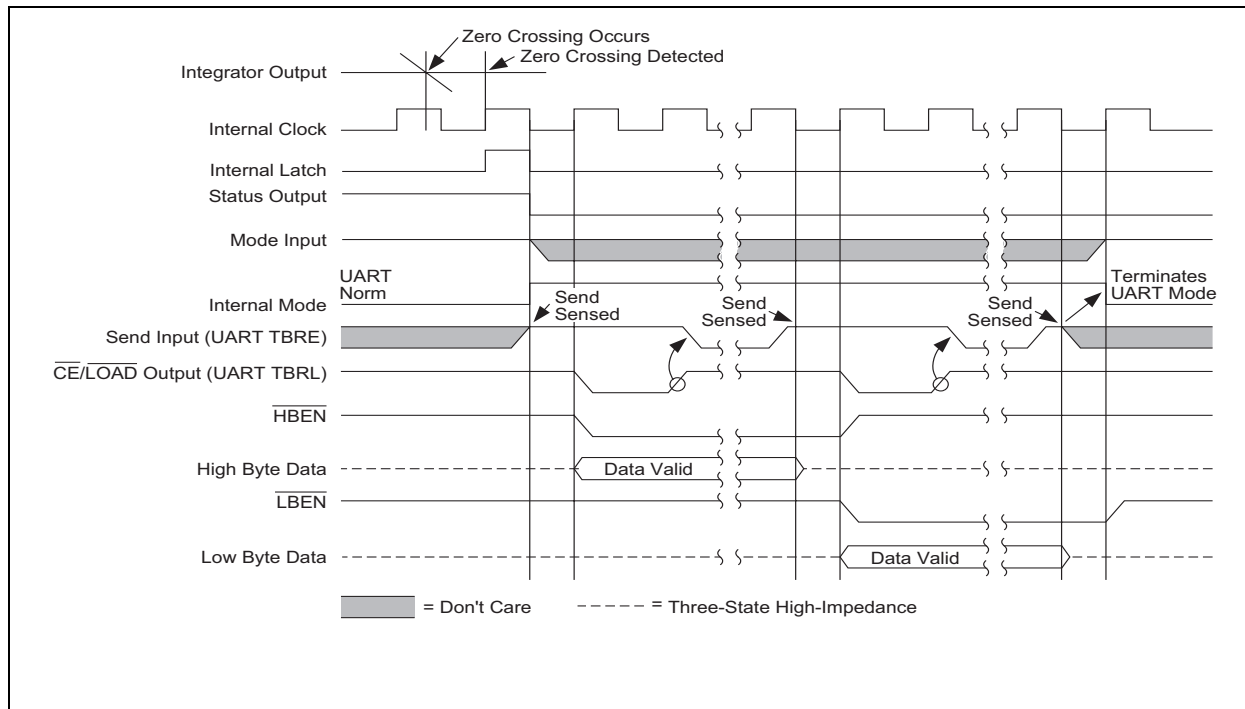 Zero Crossing Occurs
Zero Crossing Detected
Integrator Output
Internal Clock
Internal Latch
Status Output
Mode Input
UART
Norm
Internal Mode
Send
Sensed
Send
Sensed
Send
Sensed
Terminates
UART Mode
Send Input (UART TBRE)
CE/LOAD Output (UART TBRL)
HBEN
High Byte Data
Data Valid
LBEN
Low Byte Data
Data Valid
= Don't Care
= Three-State High-Impedance